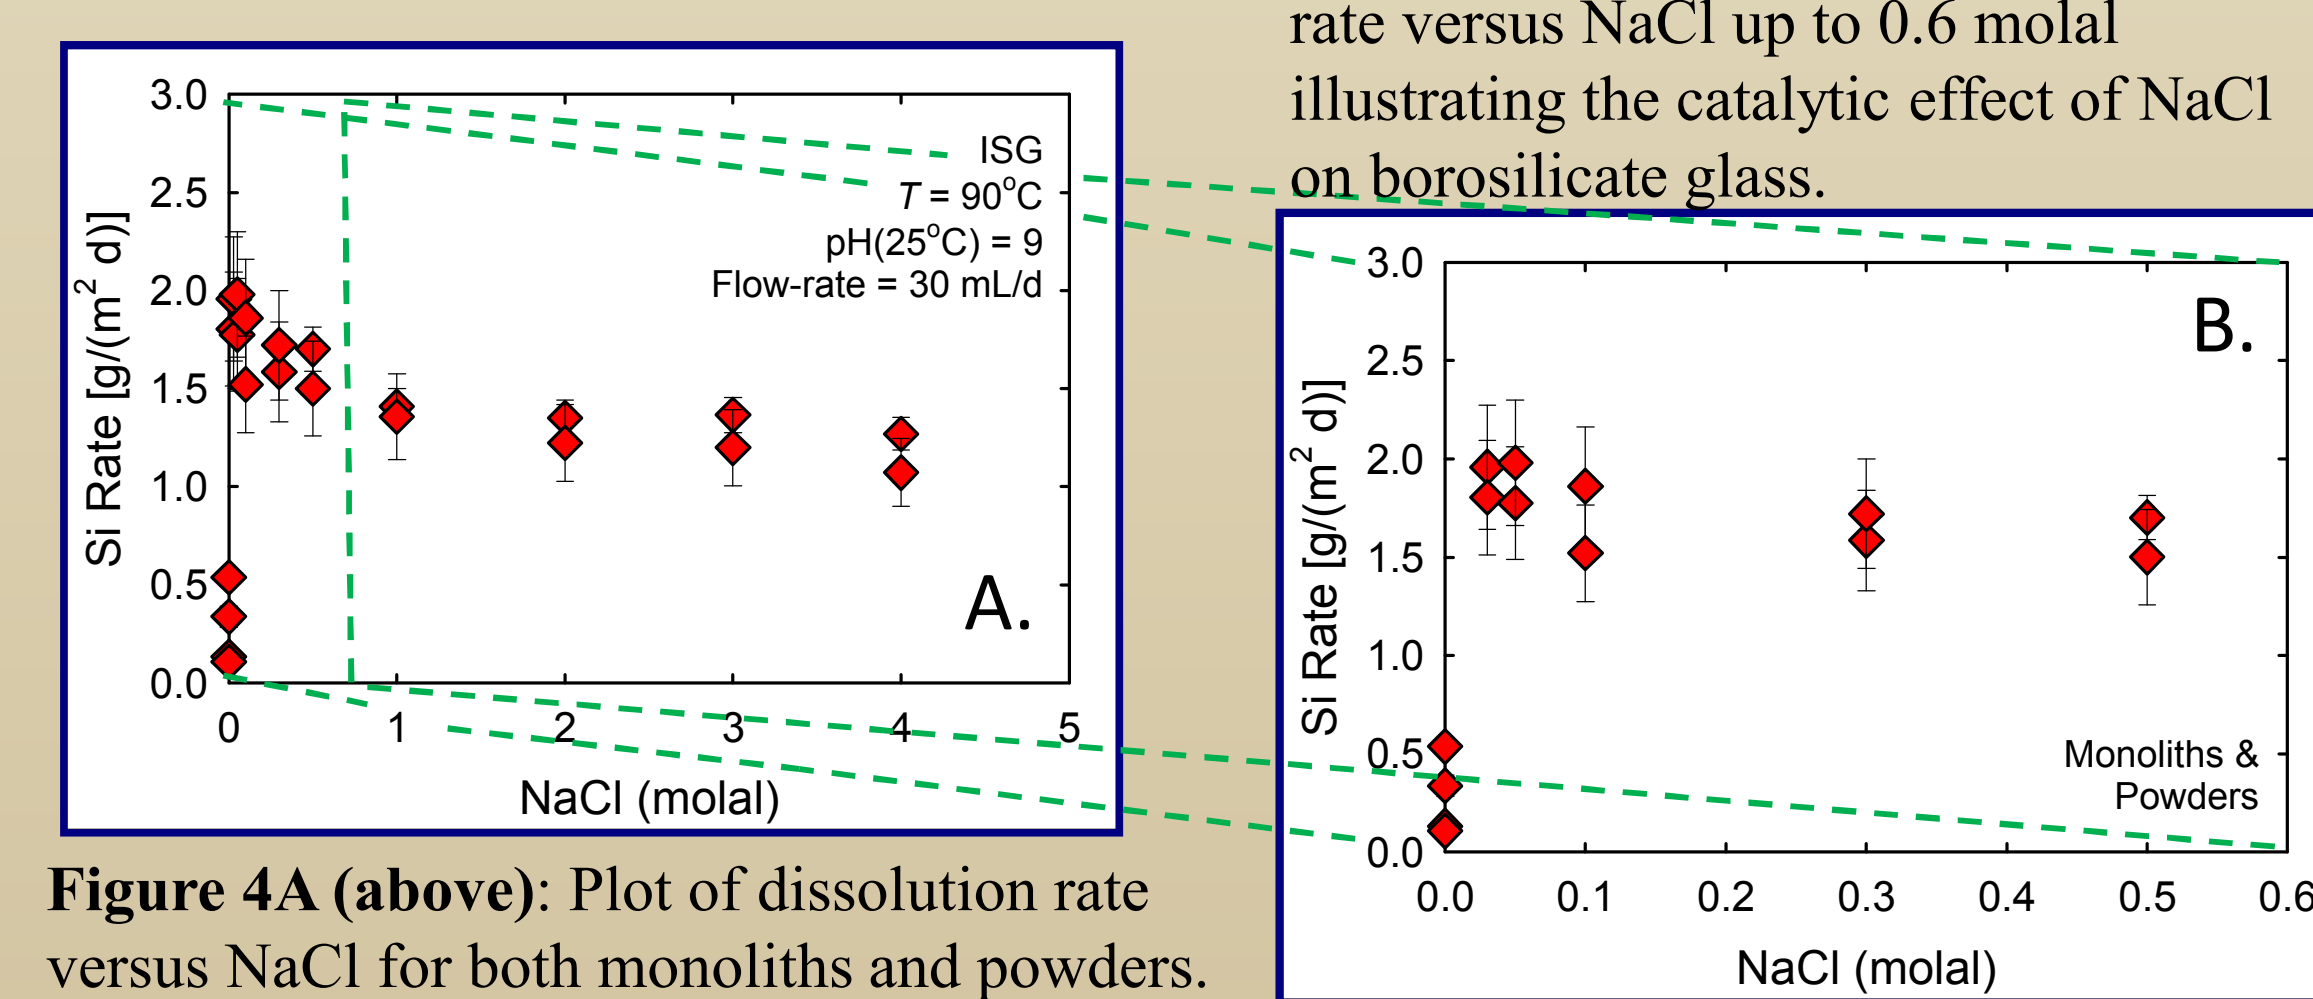 rate versus NaCl up to 0.6 molal
illustrating the catalytic effect of NaCl
on borosilicate glass.
3.0
2.5
2.0
1.5
1.0
0.5
0.0
Si Rate [g/(m² d)]
ISG
T = 90°C
pH(25°C) = 9
Flow-rate = 30 mL/d
A.
0 1 2 3 4 5
NaCl (molal)
Figure 4A (above): Plot of dissolution rate
versus NaCl for both monoliths and powders.
3.0
2.5
2.0
1.5
1.0
0.5
0.0
Si Rate [g/(m² d)]
B.
Monoliths &
Powders
0.0 0.1 0.2 0.3 0.4 0.5 0.6
NaCl (molal)